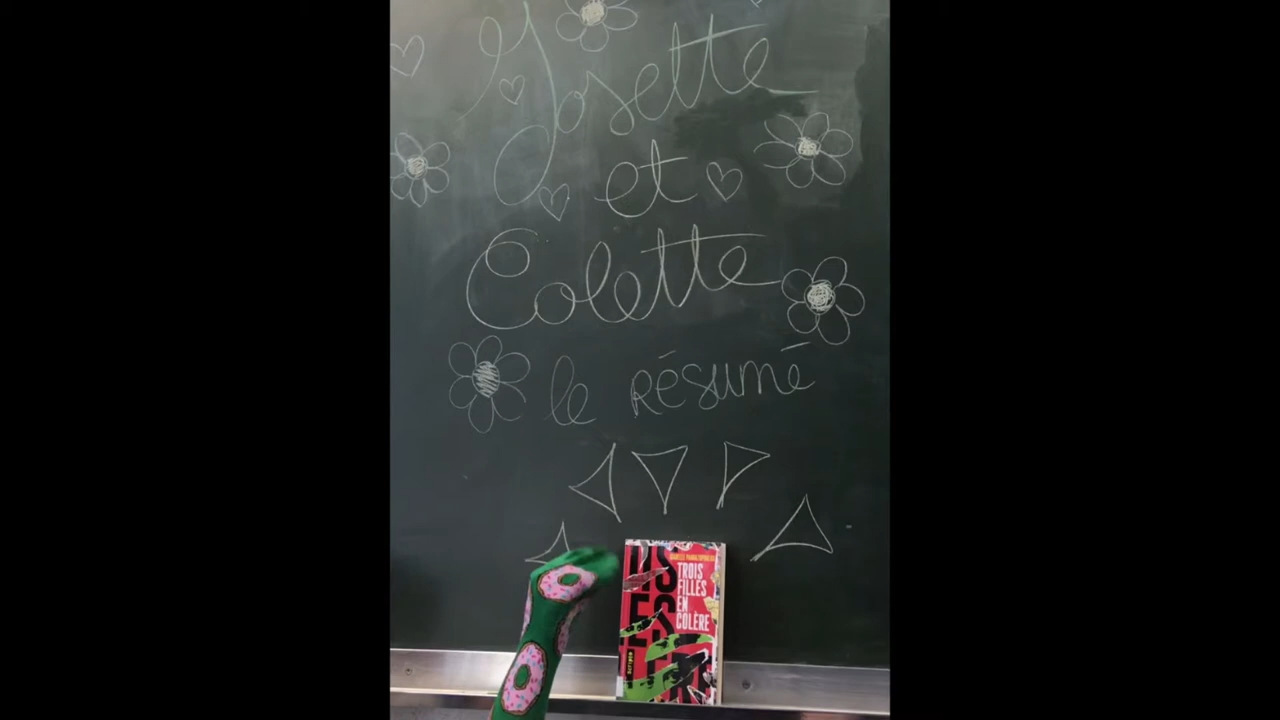 Josette
et
Colette
le résumé
TROIS
FILLES
EN
COLÈRE